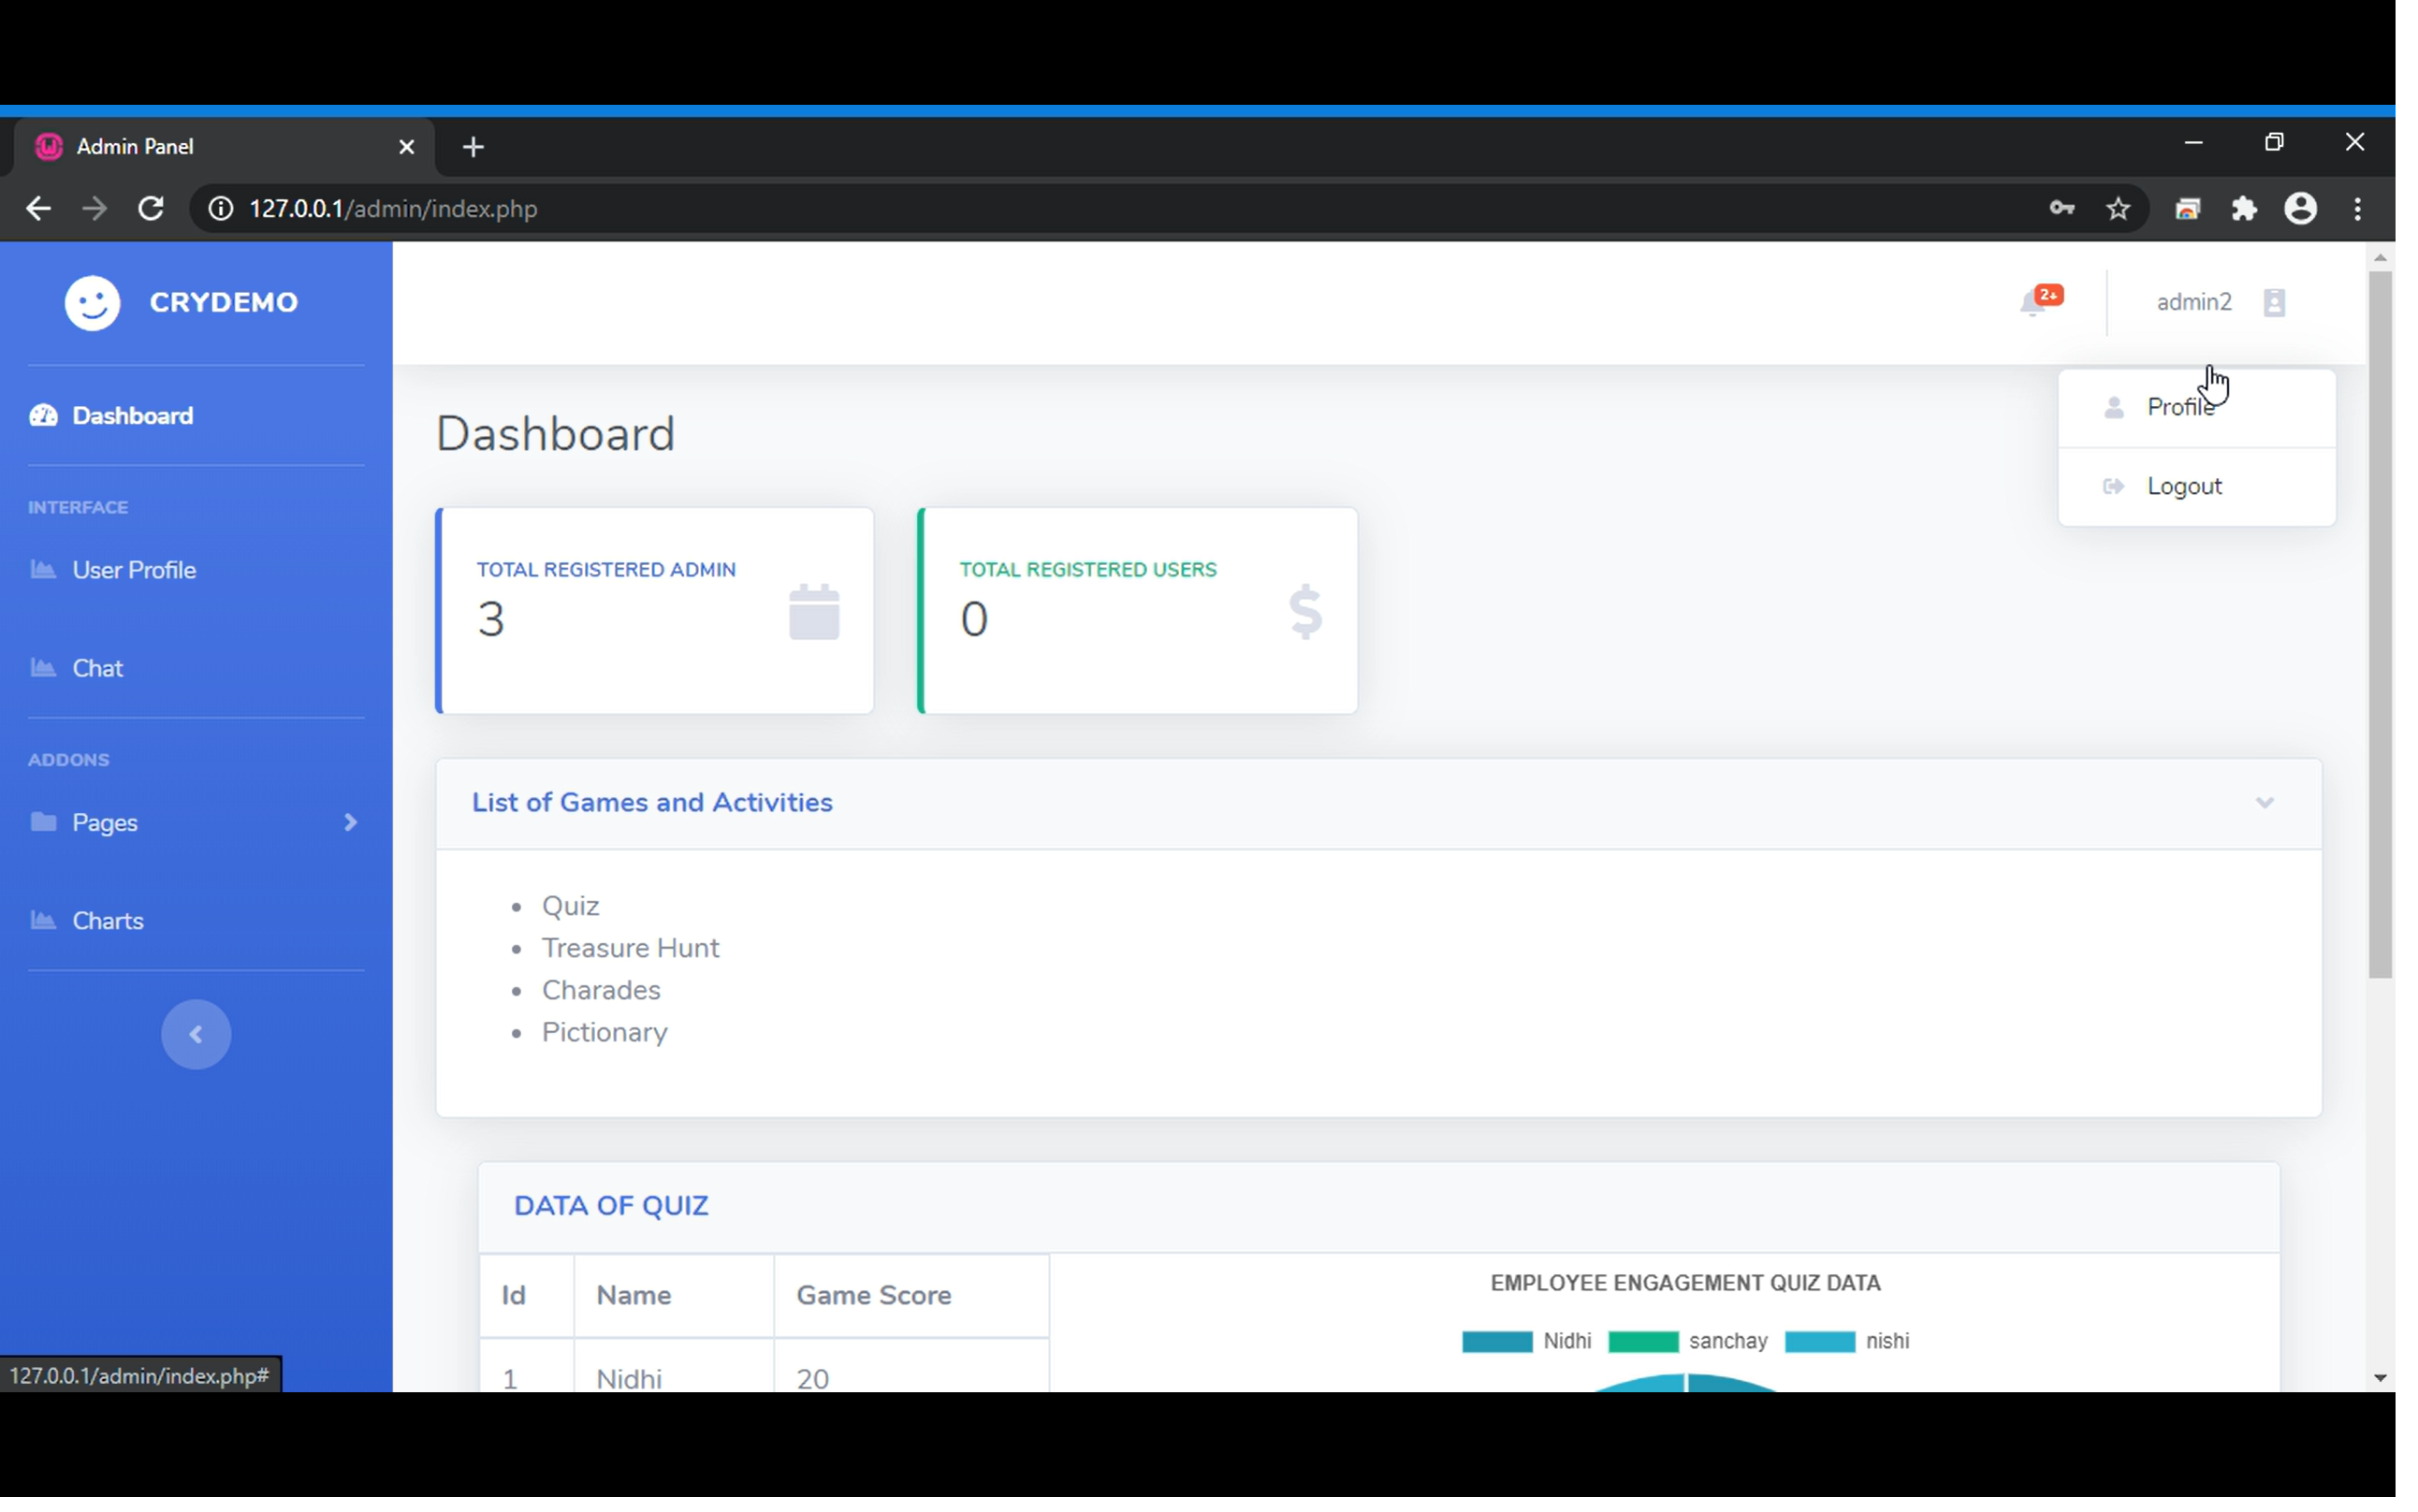 Admin Panel
127.0.0.1/admin/index.php
CRYDEMO
2+
admin2
Dashboard
INTERFACE
User Profile
Chat
ADDONS
Pages
Charts
Profile
Logout
Dashboard
TOTAL REGISTERED ADMIN
3
TOTAL REGISTERED USERS
0
List of Games and Activities
• Quiz
• Treasure Hunt
• Charades
• Pictionary
DATA OF QUIZ
Id Name Game Score
1 Nidhi 20
EMPLOYEE ENGAGEMENT QUIZ DATA
Nidhi sanchay nishi
127.0.0.1/admin/index.php#